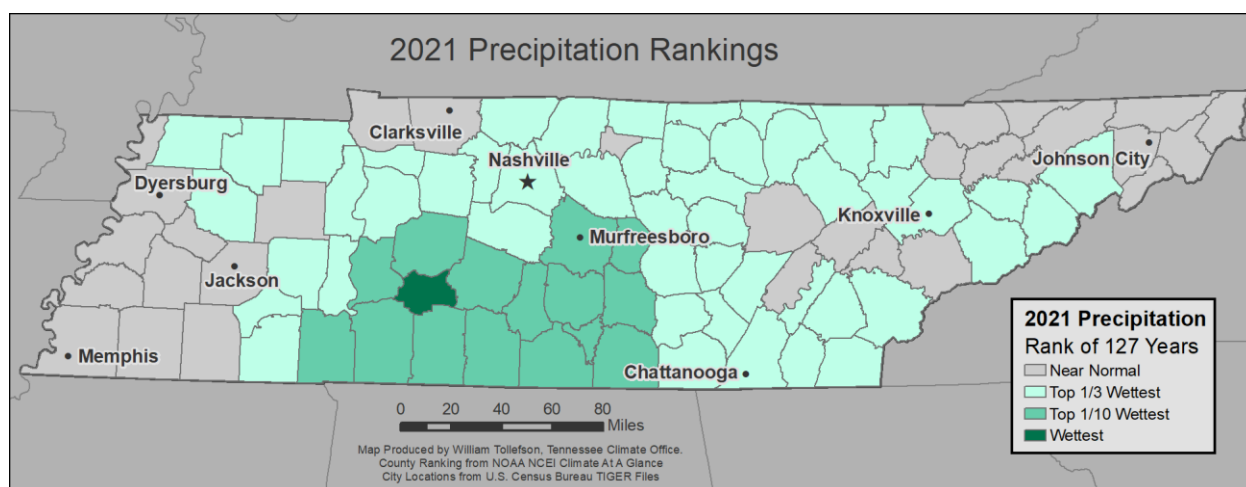 2021 Precipitation Rankings
Clarksville
Nashville
Johnson City
Dyersburg
Knoxville
Murfreesboro
Jackson
Memphis
Chattanooga
2021 Precipitation
Rank of 127 Years
Near Normal
Top 1/3 Wettest
Top 1/10 Wettest
Wettest
0 20 40 60 80
Miles
Map Produced by William Tollefson, Tennessee Climate Office.
County Ranking from NOAA NCEI Climate At A Glance
City Locations from U.S. Census Bureau TIGER Files